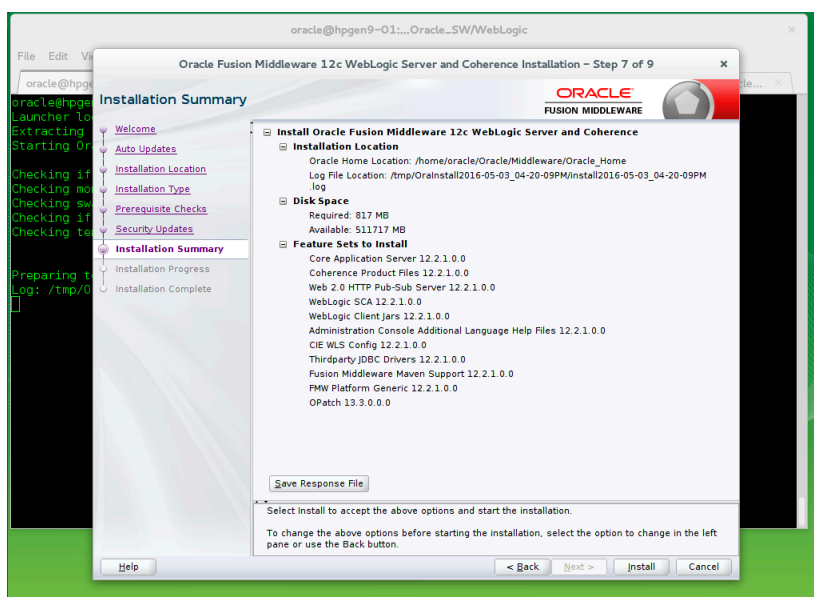 oracle@hpgen9-01:...Oracle_SW/WebLogic
File Edit Vi
oracle@hpge
Oracle Fusion Middleware 12c WebLogic Server and Coherence Installation - Step 7 of 9
Installation Summary
ORACLE
FUSION MIDDLEWARE
oracle@hpgen
Launcher lo
Extracting
Starting Or
Checking if
Checking mo
Checking sw
Checking if
Checking te
Preparing t
Log: /tmp/O
Welcome
Auto Updates
Installation Location
Installation Type
Prerequisite Checks
Security Updates
Installation Summary
Installation Progress
Installation Complete
Install Oracle Fusion Middleware 12c WebLogic Server and Coherence
Installation Location
Oracle Home Location: /home/oracle/Oracle/Middleware/Oracle_Home
Log File Location: /tmp/OraInstall2016-05-03_04-20-09PM/install2016-05-03_04-20-09PM
.log
Disk Space
Required: 817 MB
Available: 511717 MB
Feature Sets to Install
Core Application Server 12.2.1.0.0
Coherence Product Files 12.2.1.0.0
Web 2.0 HTTP Pub-Sub Server 12.2.1.0.0
WebLogic SCA 12.2.1.0.0
WebLogic Client Jars 12.2.1.0.0
Administration Console Additional Language Help Files 12.2.1.0.0
CIE WLS Config 12.2.1.0.0
Thirdparty JDBC Drivers 12.2.1.0.0
Fusion Middleware Maven Support 12.2.1.0.0
FMW Platform Generic 12.2.1.0.0
OPatch 13.3.0.0.0
Save Response File
Select Install to accept the above options and start the installation.
To change the above options before starting the installation, select the option to change in the left
pane or use the Back button.
Help
< Back
Next >
Install
Cancel